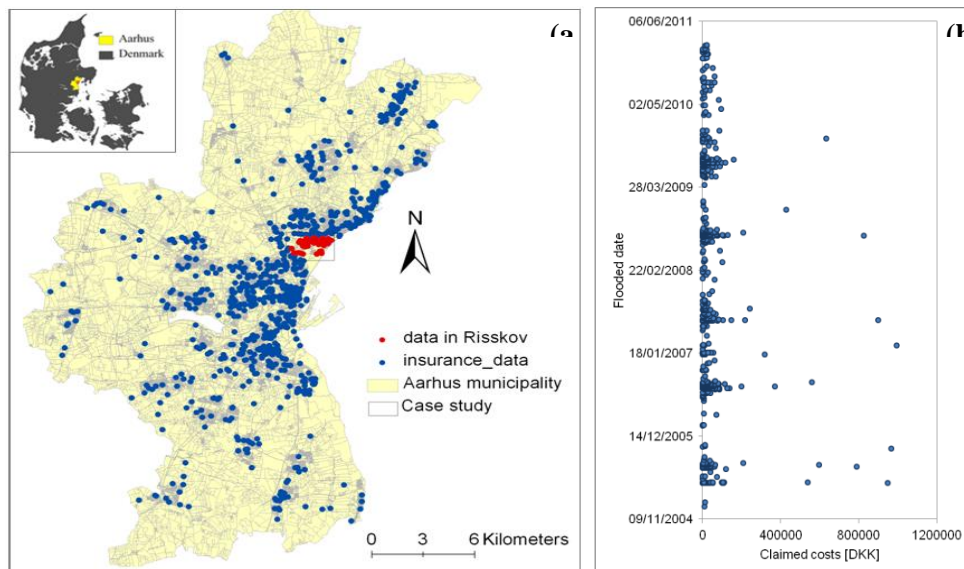 (a
Aarhus
Denmark
N
data in Risskov
insurance_data
Aarhus municipality
Case study
0 3 6 Kilometers
(b
06/06/2011
02/05/2010
28/03/2009
22/02/2008
18/01/2007
14/12/2005
09/11/2004
Flooded date
0 400000 800000 1200000
Claimed costs [DKK]